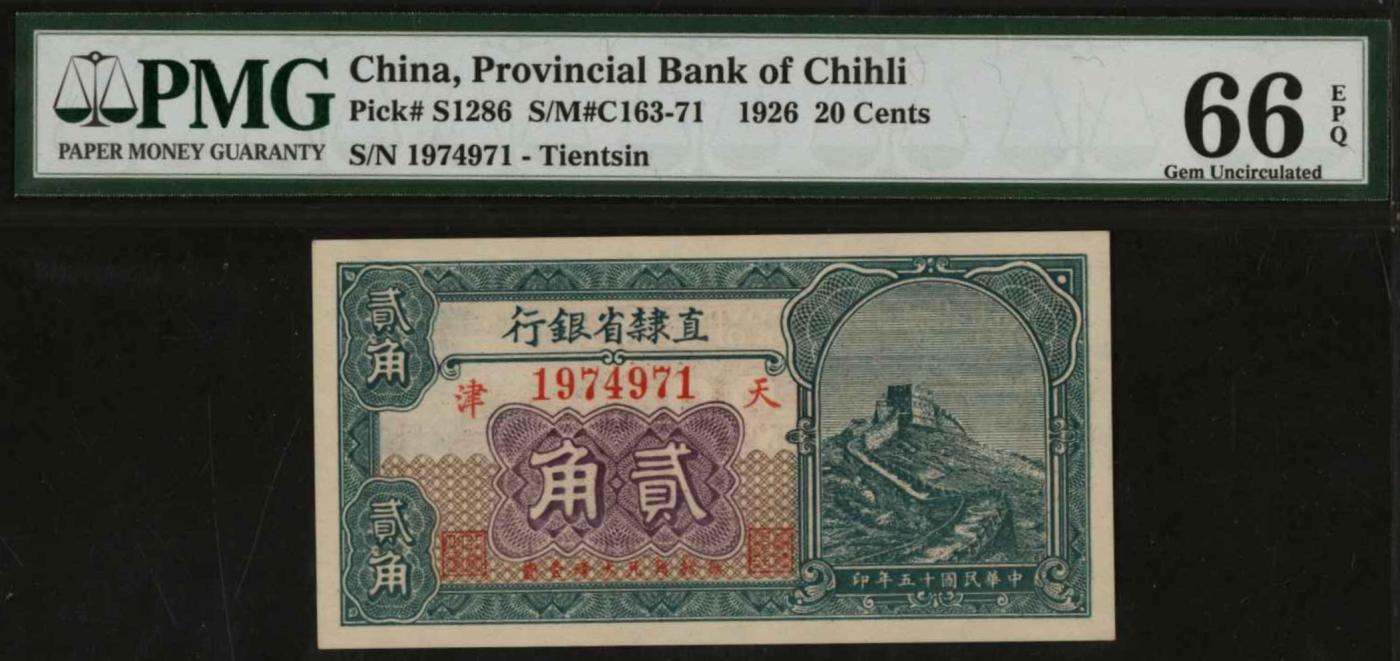 PMG
PAPER MONEY GUARANTY
China, Provincial Bank of Chihli
Pick# S1286 S/M#C163-71 1926 20 Cents
S/N 1974971 - Tientsin
66
EPQ
Gem Uncirculated
直隸省銀行
貳角
1974971
天津
貳角
貳角
中華民國十五年印